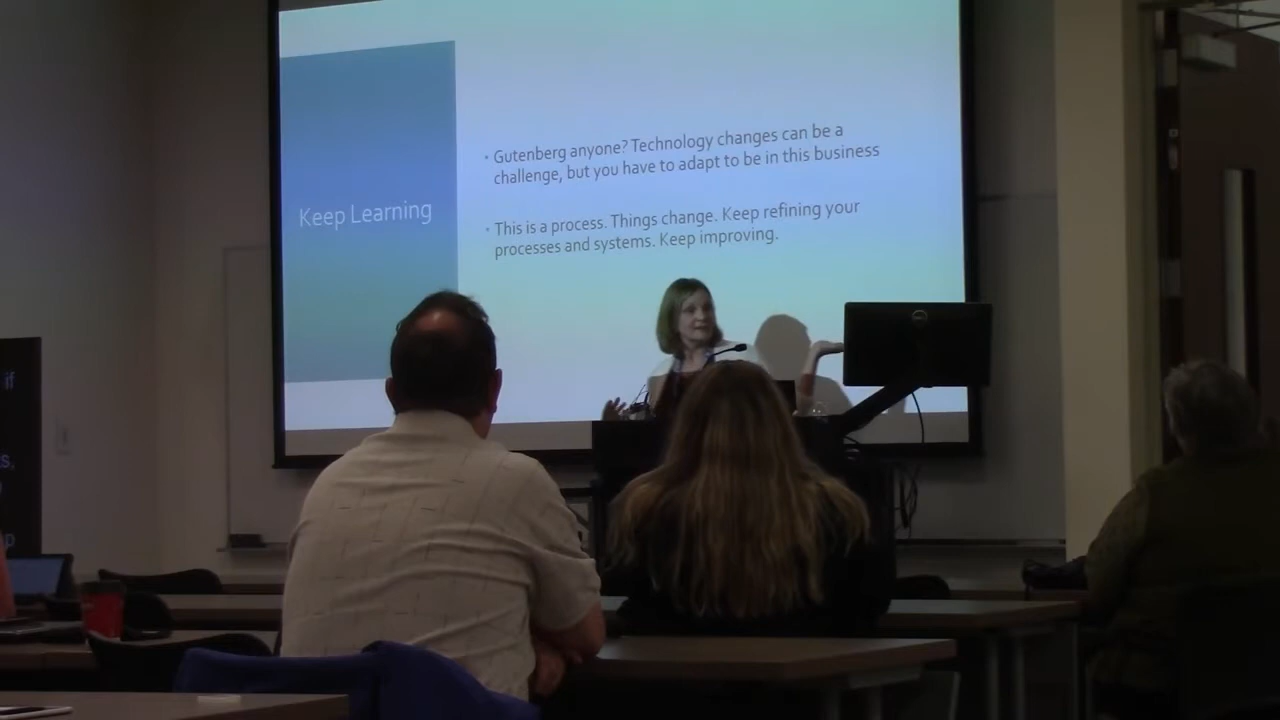 Keep Learning
Gutenberg anyone? Technology changes can be a
challenge, but you have to adapt to be in this business
This is a process. Things change. Keep refining your
processes and systems. Keep improving.
if